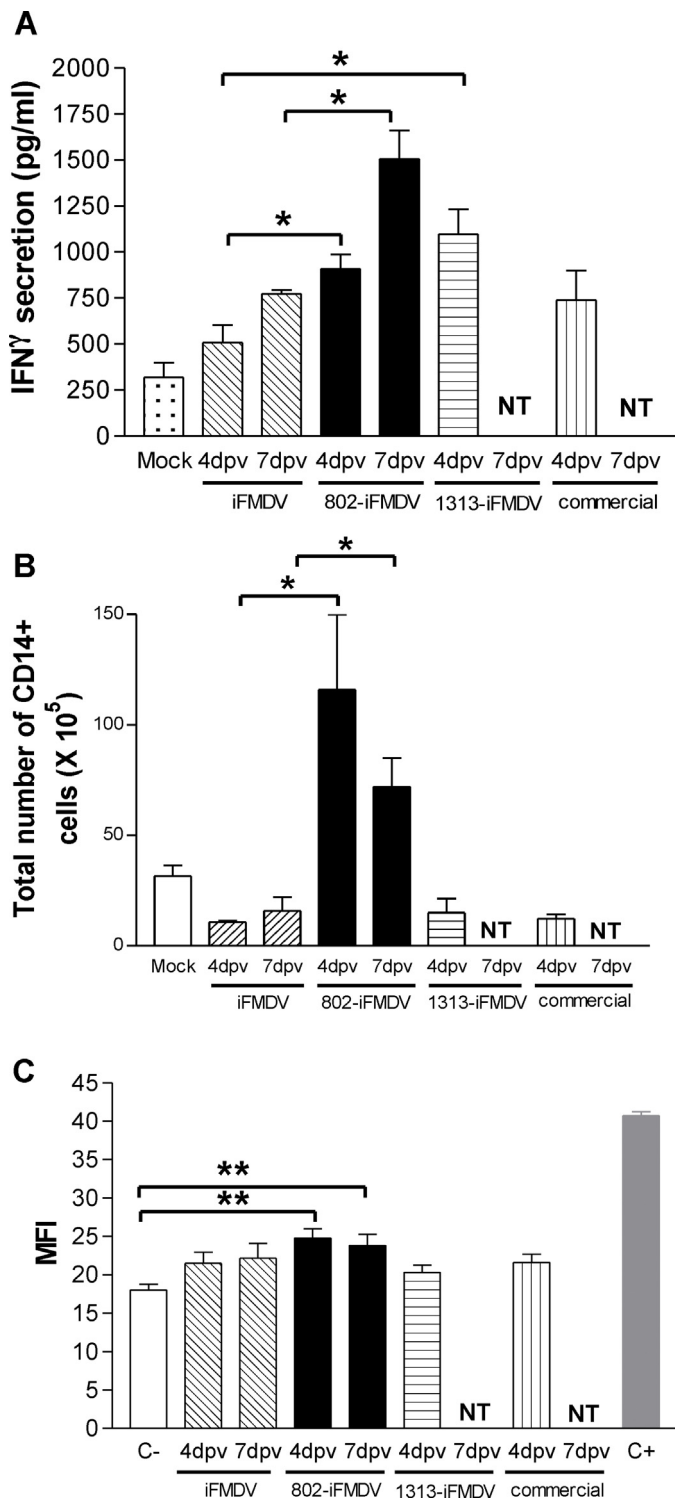 A
IFNγ secretion (pg/ml)
2000
1750
1500
1250
1000
750
500
250
0
*
*
*
NT
NT
Mock 4dpv 7dpv 4dpv 7dpv 4dpv 7dpv 4dpv 7dpv
iFMDV 802-iFMDV 1313-iFMDV commercial
B
Total number of CD14+
cells (X 10⁵)
150
100
50
0
*
*
NT
NT
Mock 4dpv 7dpv 4dpv 7dpv 4dpv 7dpv 4dpv 7dpv
iFMDV 802-iFMDV 1313-iFMDV commercial
C
MFI
45
40
35
30
25
20
15
10
5
0
**
**
NT
NT
C- 4dpv 7dpv 4dpv 7dpv 4dpv 7dpv 4dpv 7dpv C+
iFMDV 802-iFMDV 1313-iFMDV commercial